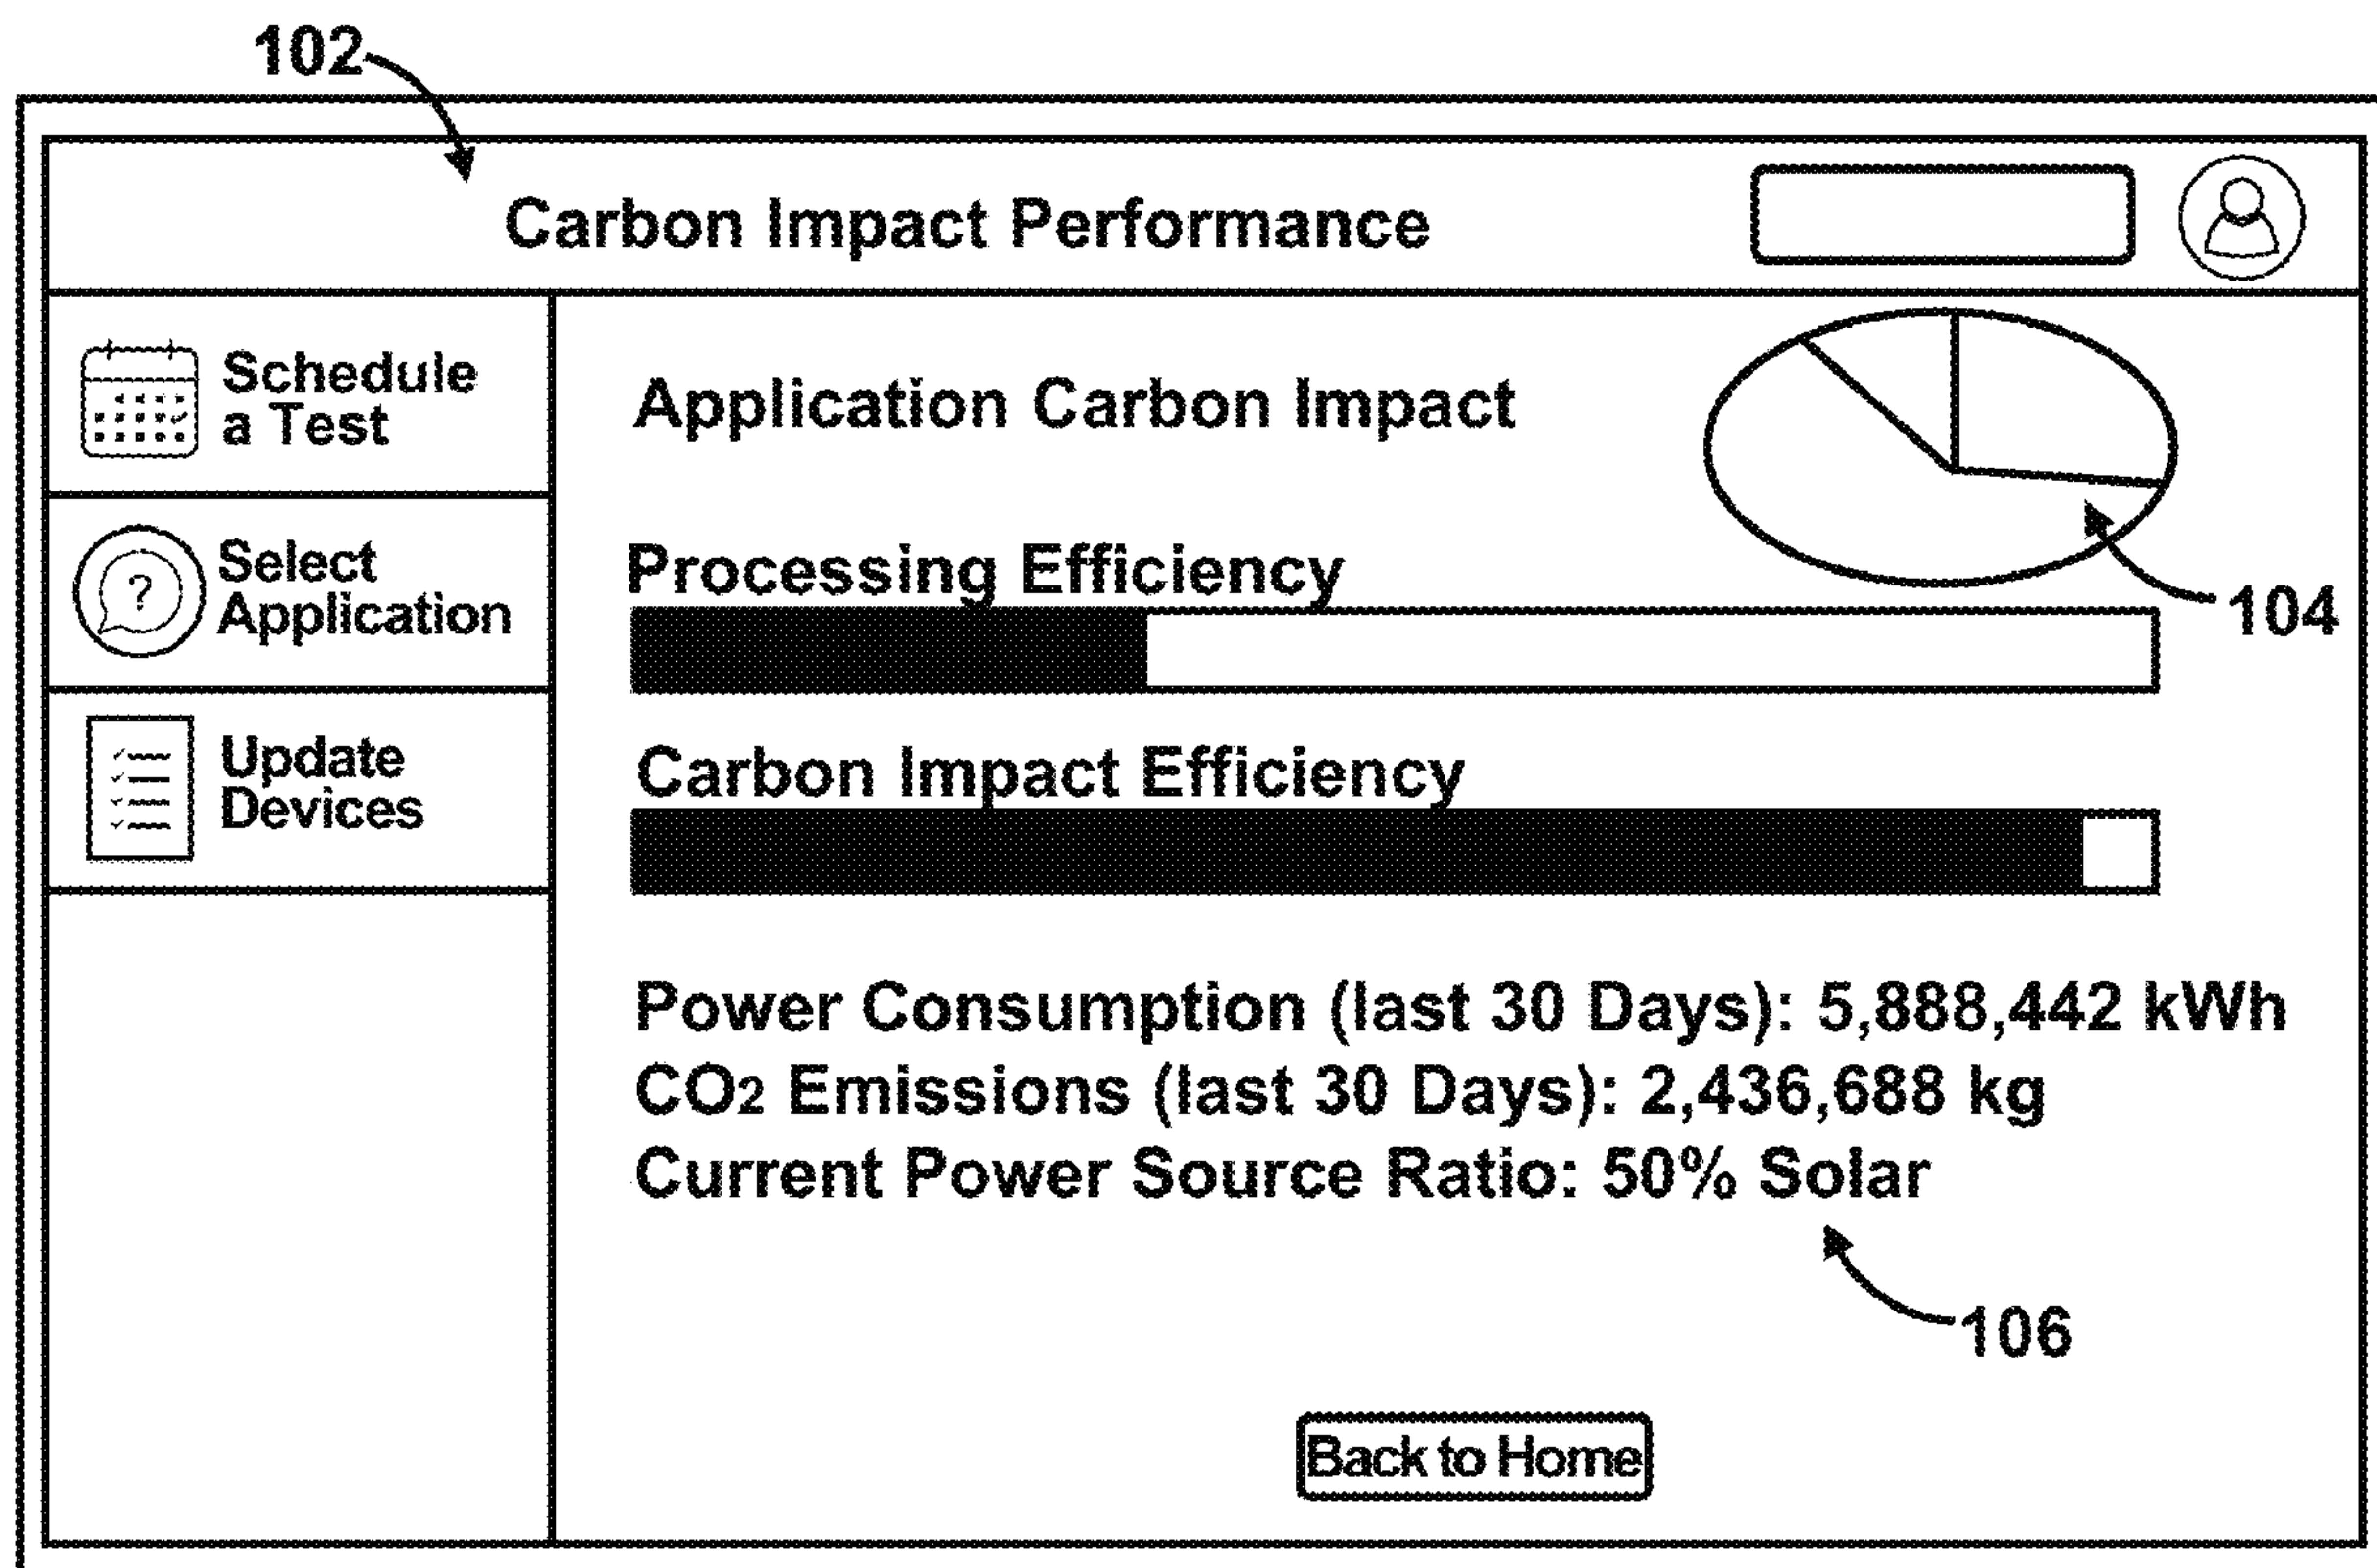 102
Carbon Impact Performance
Schedule
a Test
Select
Application
Update
Devices
Application Carbon Impact
104
Processing Efficiency
Carbon Impact Efficiency
Power Consumption (last 30 Days): 5,888,442 kWh
CO2 Emissions (last 30 Days): 2,436,688 kg
Current Power Source Ratio: 50% Solar
106
Back to Home
?